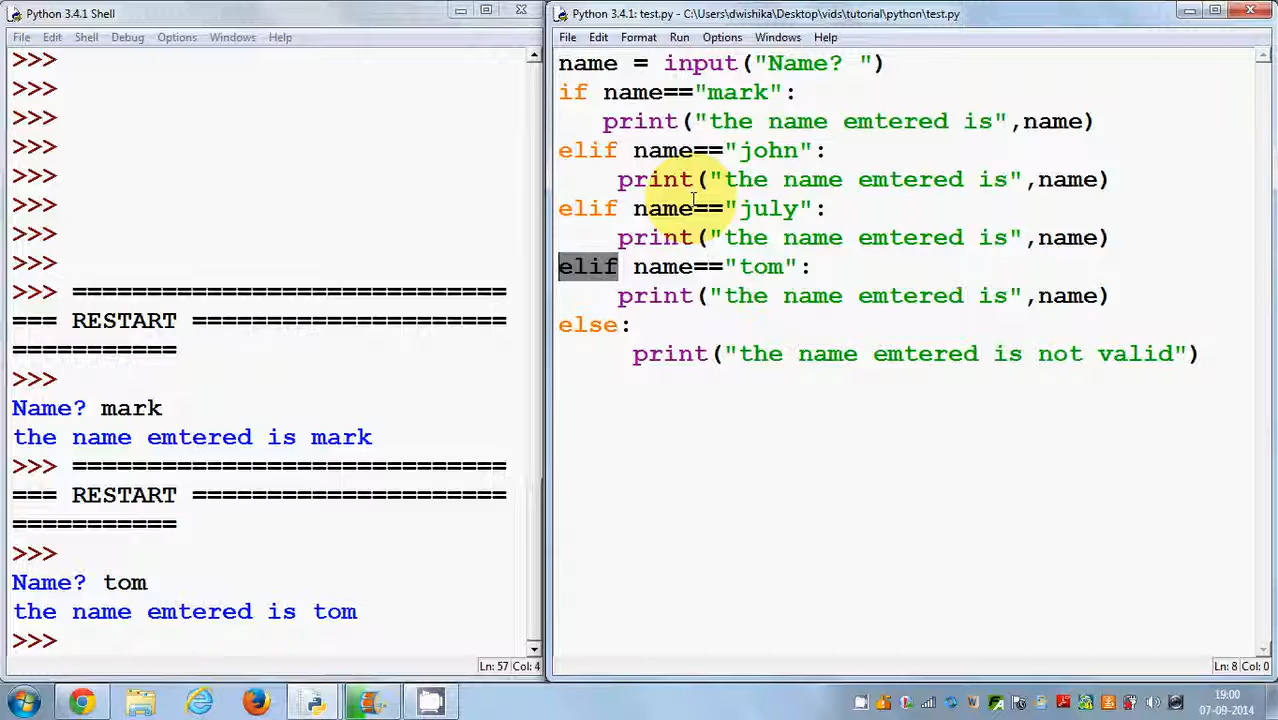 Python 3.4.1 Shell
File Edit Shell Debug Options Windows Help
>>>
>>>
>>>
>>>
>>>
>>>
>>>
>>>
>>> =============================
=== RESTART =====================
===========
>>>
Name? mark
the name emtered is mark
>>> =============================
=== RESTART =====================
===========
>>>
Name? tom
the name emtered is tom
>>>
Ln: 57 Col: 4
Python 3.4.1: test.py - C:\Users\dwishika\Desktop\vids\tutorial\python\test.py
File Edit Format Run Options Windows Help
name = input("Name? ")
if name=="mark":
print("the name emtered is",name)
elif name=="john":
print("the name emtered is",name)
elif name=="july":
print("the name emtered is",name)
elif name=="tom":
print("the name emtered is",name)
else:
print("the name emtered is not valid")
Ln: 8 Col: 0
19:00
07-09-2014